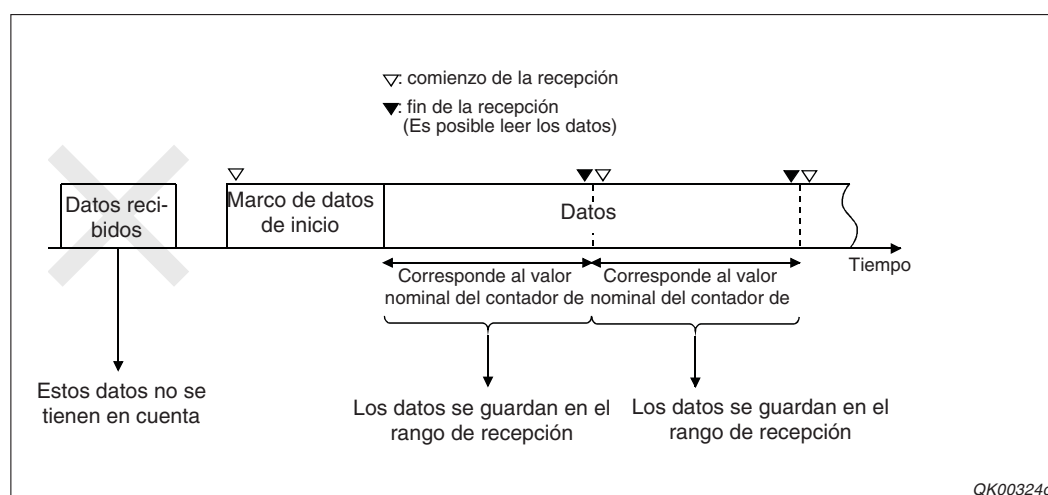 ▽: comienzo de la recepción
▼: fin de la recepción
(Es posible leer los datos)
Datos reci-
bidos
Marco de datos
de inicio
Datos
Tiempo
Corresponde al valor
nominal del contador de
Corresponde al valor
nominal del contador de
Estos datos no se
tienen en cuenta
Los datos se guardan en el
rango de recepción
Los datos se guardan en el
rango de recepción
QK00324c